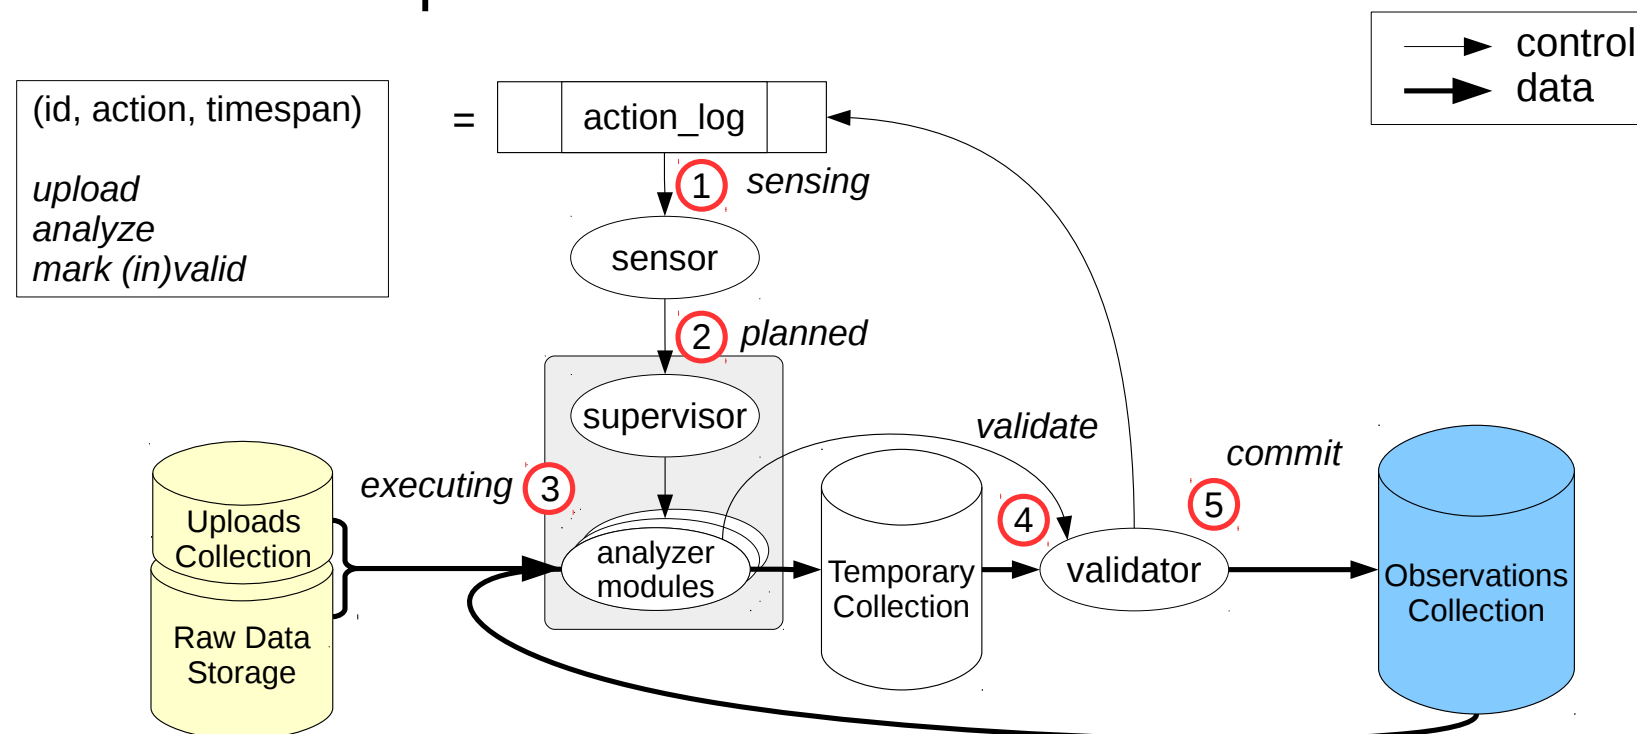 control
data
(id, action, timespan)
upload
analyze
mark (in)valid
=
action_log
1
sensing
sensor
2
planned
supervisor
validate
commit
executing
3
4
5
Uploads
Collection
analyzer
modules
Temporary
Collection
validator
Observations
Collection
Raw Data
Storage